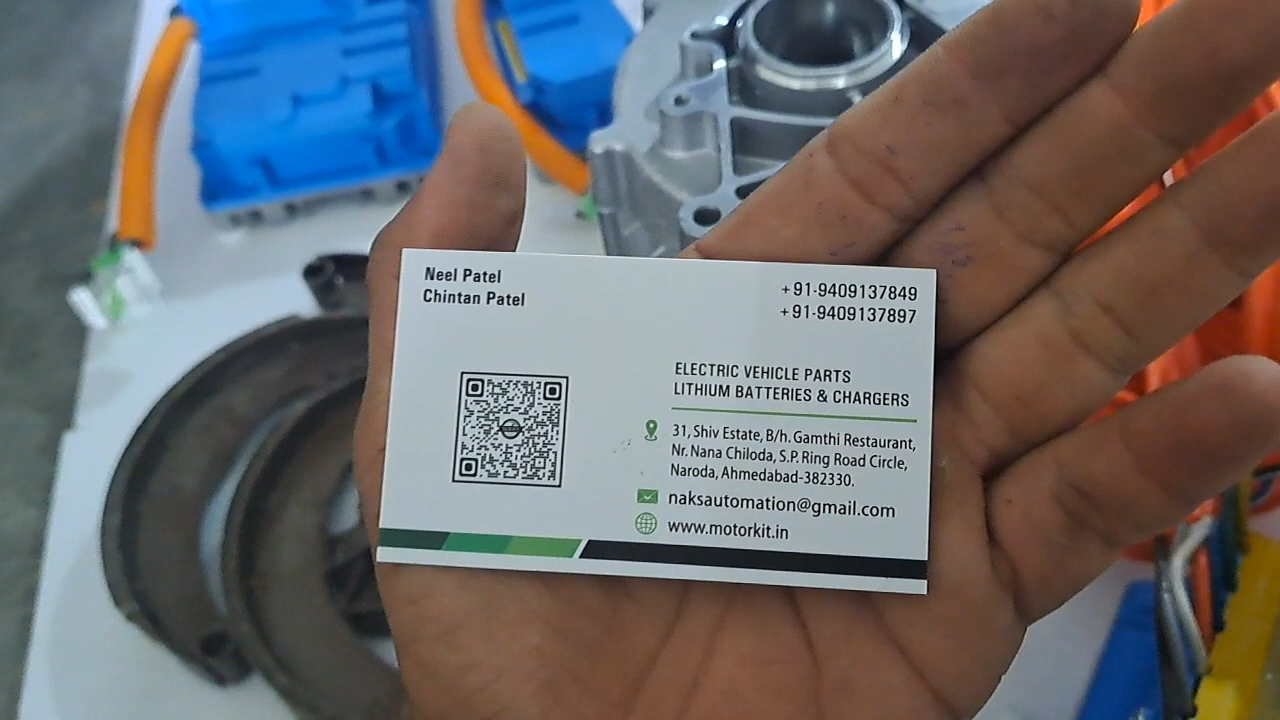 Neel Patel
Chintan Patel
+91-9409137849
+91-9409137897
ELECTRIC VEHICLE PARTS
LITHIUM BATTERIES & CHARGERS
31, Shiv Estate, B/h. Gamthi Restaurant,
Nr. Nana Chiloda, S.P. Ring Road Circle,
Naroda, Ahmedabad-382330.
naksautomation@gmail.com
www.motorkit.in